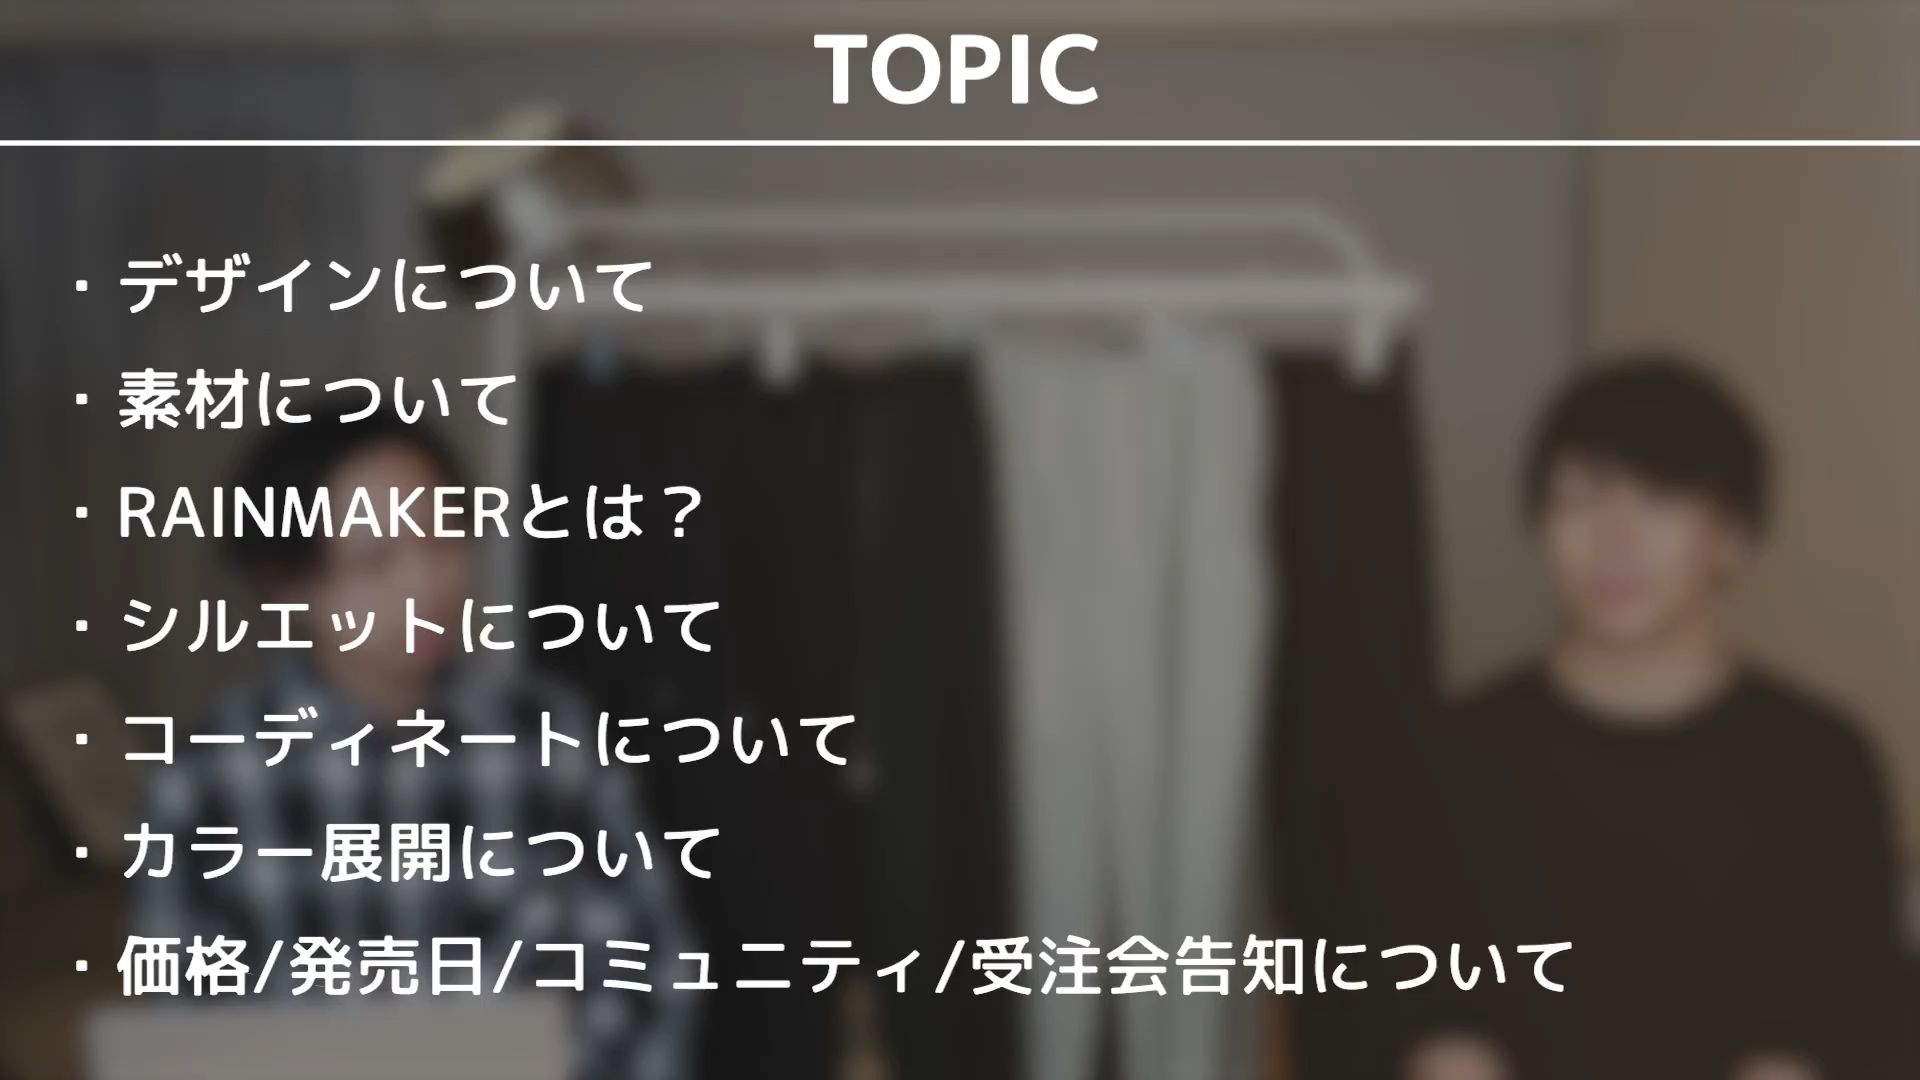 TOPIC
・デザインについて
・素材について
・RAINMAKERとは？
・シルエットについて
・コーディネートについて
・カラー展開について
・価格/発売日/コミュニティ/受注会告知について